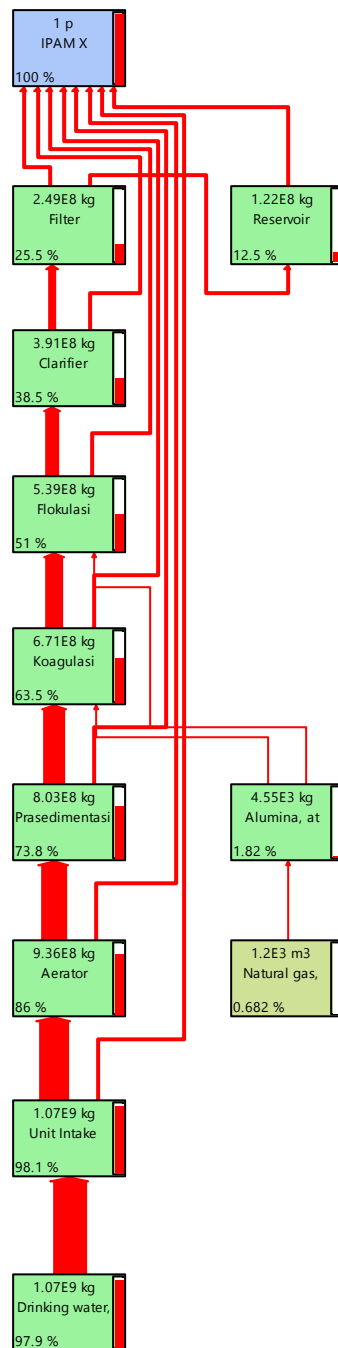 1 p
IPAM X
100 %
2.49E8 kg
Filter
25.5 %
1.22E8 kg
Reservoir
12.5 %
3.91E8 kg
Clarifier
38.5 %
5.39E8 kg
Flokulasi
51 %
6.71E8 kg
Koagulasi
63.5 %
8.03E8 kg
Prasedimentasi
73.8 %
4.55E3 kg
Alumina, at
1.82 %
9.36E8 kg
Aerator
86 %
1.2E3 m3
Natural gas,
0.682 %
1.07E9 kg
Unit Intake
98.1 %
1.07E9 kg
Drinking water,
97.9 %